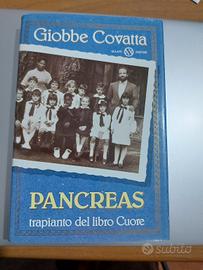 Giobbe Covatta
PANCREAS
trapianto del libro Cuore
subito